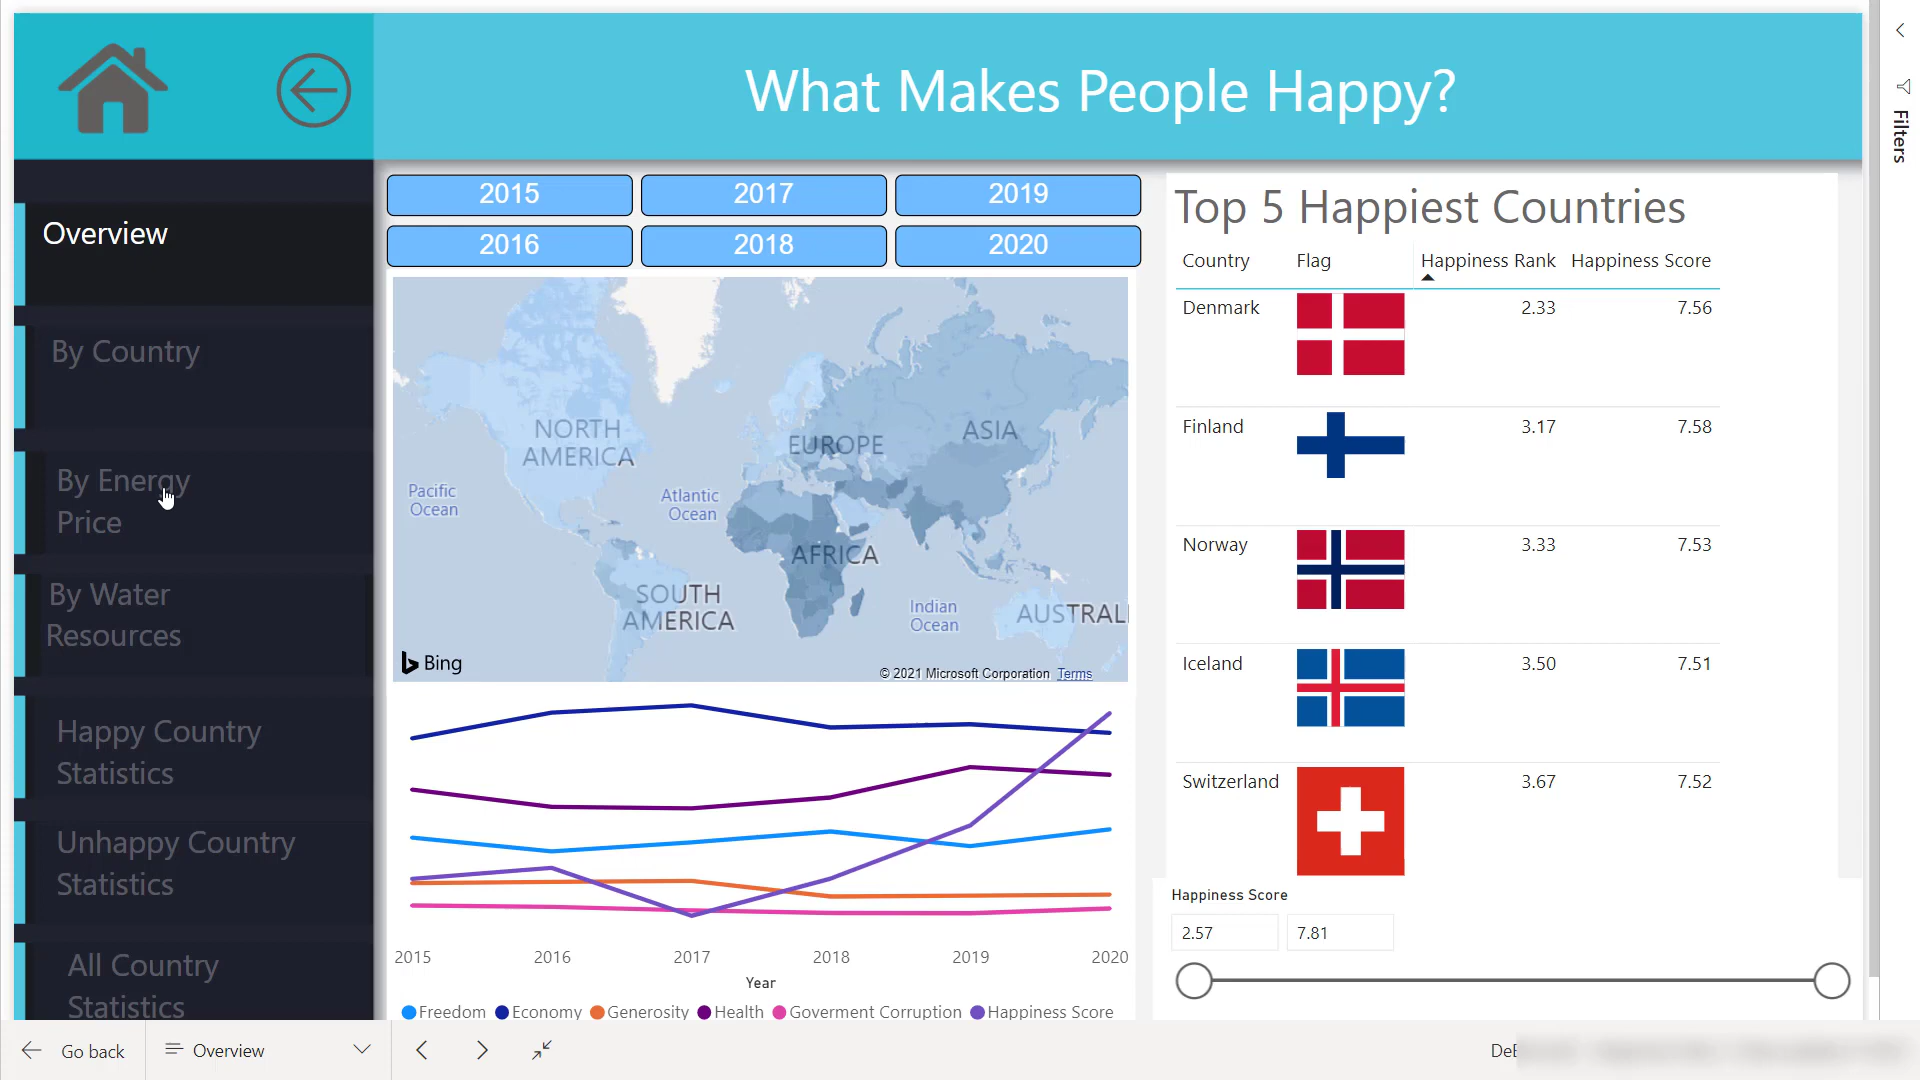 What Makes People Happy?
Filters
Overview
By Country
By Energy
Price
By Water
Resources
Happy Country
Statistics
Unhappy Country
Statistics
All Country
Statistics
2015 2017 2019
2016 2018 2020
NORTH
AMERICA
EUROPE
ASIA
Pacific
Ocean
Atlantic
Ocean
AFRICA
SOUTH
AMERICA
Indian
Ocean
AUSTRALI
Bing
© 2021 Microsoft Corporation Terms
2015 2016 2017 2018 2019 2020
Year
Freedom Economy Generosity Health Goverment Corruption Happiness Score
Top 5 Happiest Countries
Country Flag Happiness Rank Happiness Score
Denmark 2.33 7.56
Finland 3.17 7.58
Norway 3.33 7.53
Iceland 3.50 7.51
Switzerland 3.67 7.52
Happiness Score
2.57 7.81
Go back
Overview